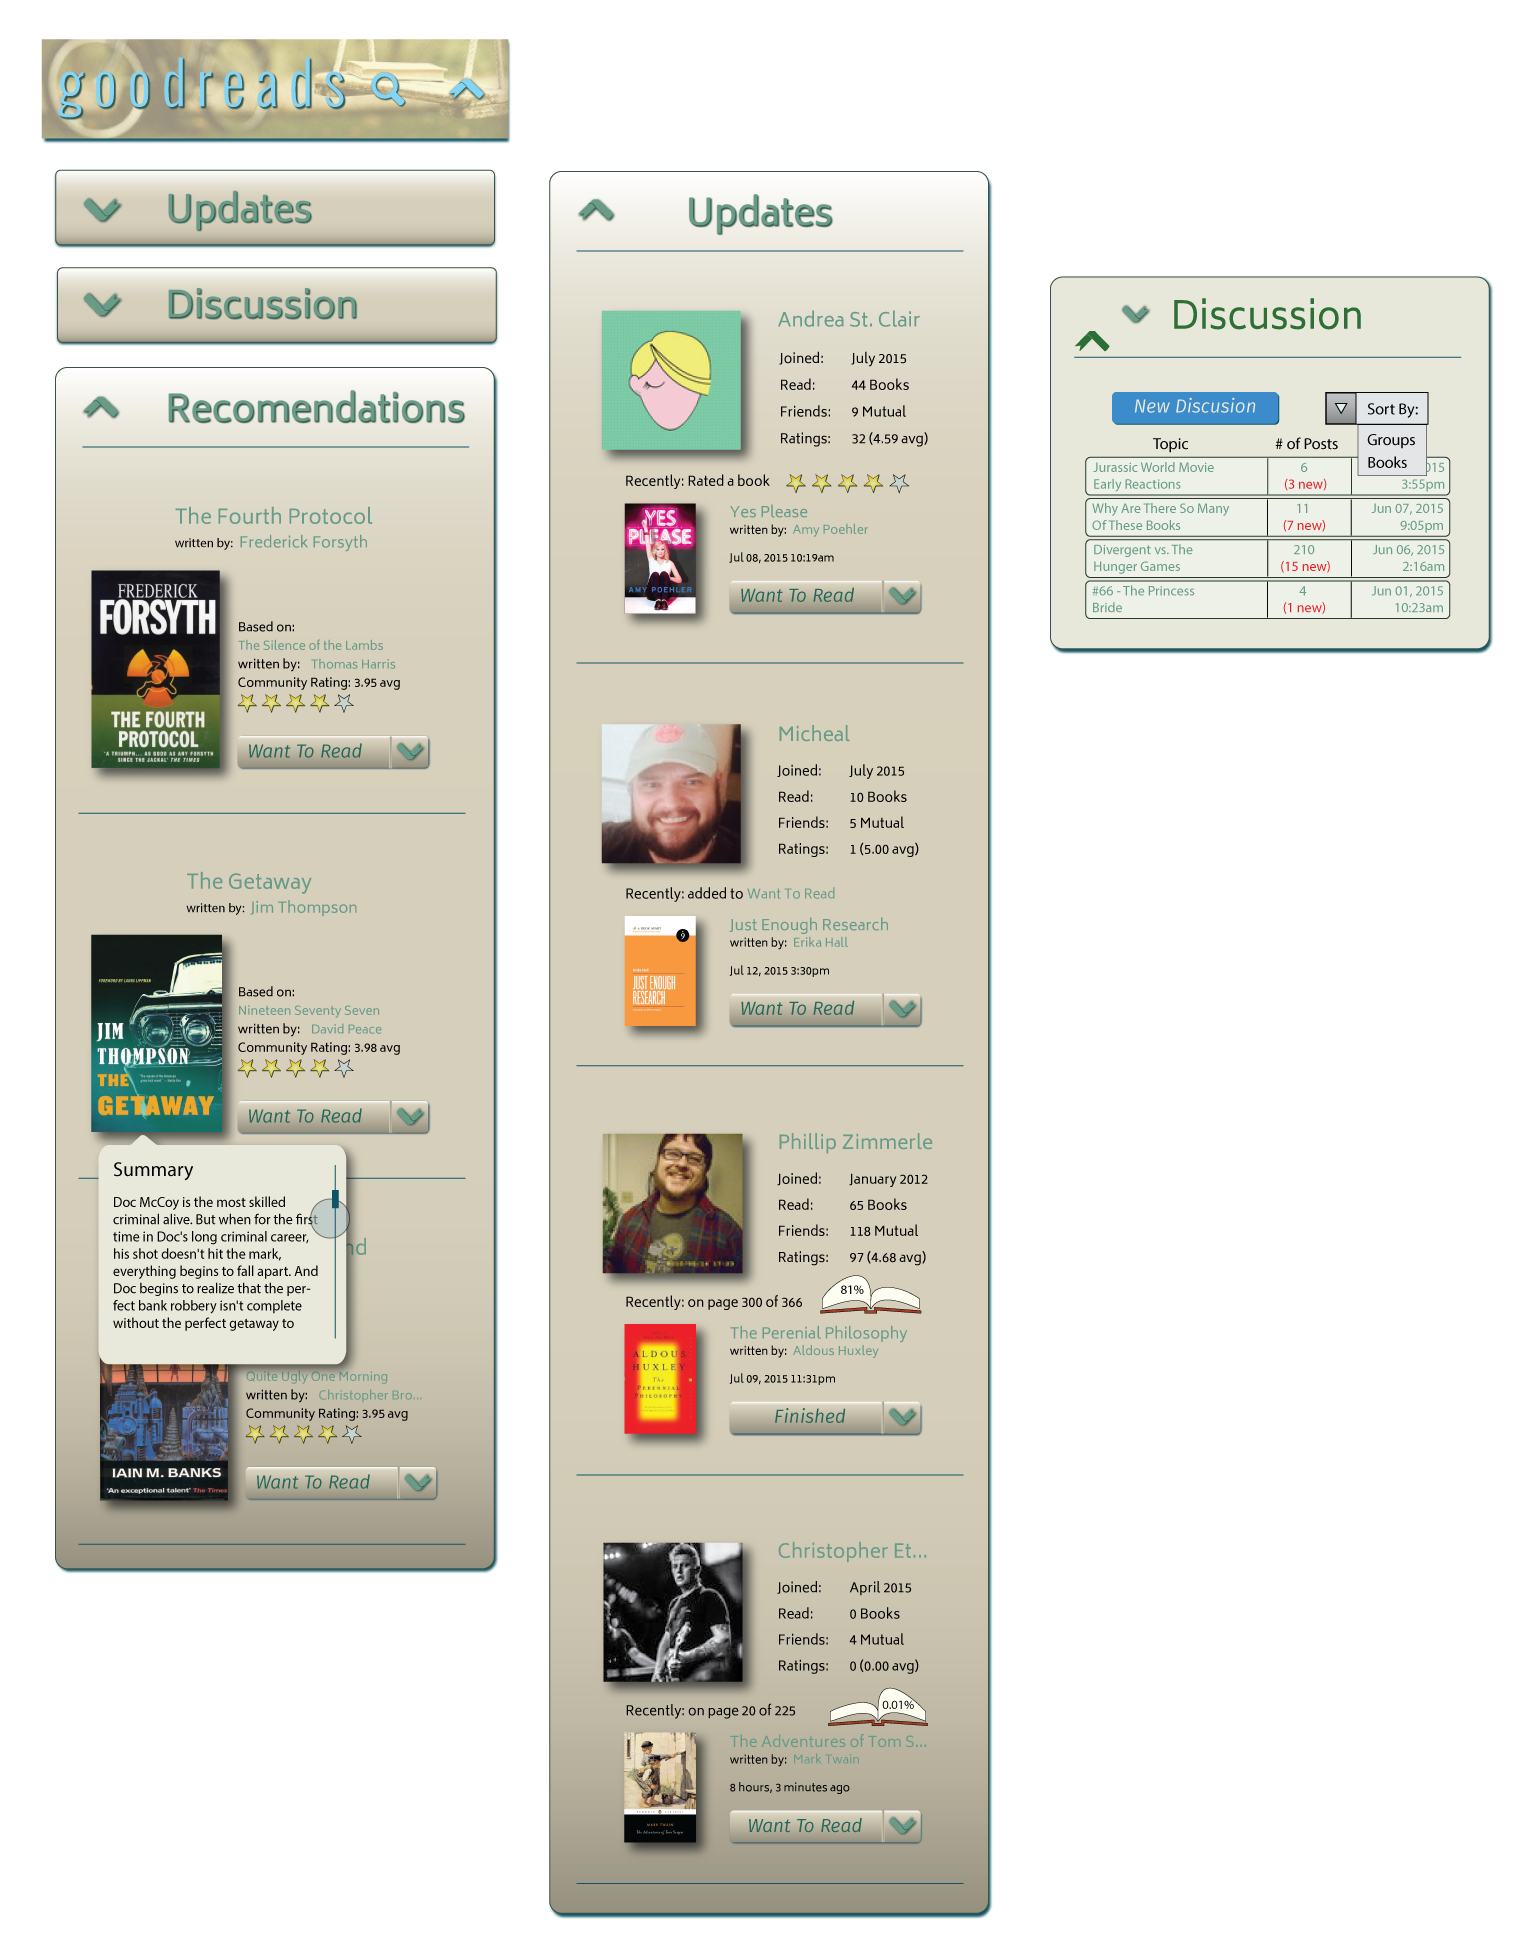 goodreads
Updates
Discussion
Recomendations
The Fourth Protocol
written by: Frederick Forsyth
FREDERICK
FORSYTH
THE FOURTH
PROTOCOL
'A TRIUMPH... AS GOOD AS ANY FORSYTH
SINCE THE JACKAL' THE TIMES
Based on:
The Silence of the Lambs
written by: Thomas Harris
Community Rating: 3.95 avg
Want To Read
The Getaway
written by: Jim Thompson
FOREWORD BY LAURA LIPPMAN
JIM
THOMPSON
THE
GETAWAY
Based on:
Nineteen Seventy Seven
written by: David Peace
Community Rating: 3.98 avg
Want To Read
Summary
Doc McCoy is the most skilled
criminal alive. But when for the first
time in Doc's long criminal career,
his shot doesn't hit the mark,
everything begins to fall apart. And
Doc begins to realize that the per-
fect bank robbery isn't complete
without the perfect getaway to
nd
Quite Ugly One Morning
written by: Christopher Bro...
Community Rating: 3.95 avg
IAIN M. BANKS
'An exceptional talent' The Times
Want To Read
Updates
Andrea St. Clair
Joined: July 2015
Read: 44 Books
Friends: 9 Mutual
Ratings: 32 (4.59 avg)
Recently: Rated a book
YES
PLEASE
AMY POEHLER
Yes Please
written by: Amy Poehler
Jul 08, 2015 10:19am
Want To Read
Micheal
Joined: July 2015
Read: 10 Books
Friends: 5 Mutual
Ratings: 1 (5.00 avg)
Recently: added to Want To Read
9
JUST ENOUGH
RESEARCH
Just Enough Research
written by: Erika Hall
Jul 12, 2015 3:30pm
Want To Read
Phillip Zimmerle
Joined: January 2012
Read: 65 Books
Friends: 118 Mutual
Ratings: 97 (4.68 avg)
Recently: on page 300 of 366
81%
ALDOUS
HUXLEY
The
PERENNIAL
PHILOSOPHY
The Perenial Philosophy
written by: Aldous Huxley
Jul 09, 2015 11:31pm
Finished
Christopher Et...
Joined: April 2015
Read: 0 Books
Friends: 4 Mutual
Ratings: 0 (0.00 avg)
Recently: on page 20 of 225
0.01%
MARK TWAIN
The Adventures of Tom Sawyer
The Adventures of Tom S...
written by: Mark Twain
8 hours, 3 minutes ago
Want To Read
Discussion
New Discusion
Sort By:
Groups
Books
Topic # of Posts
Jurassic World Movie 6 015
Early Reactions (3 new) 3:55pm
Why Are There So Many 11 Jun 07, 2015
Of These Books (7 new) 9:05pm
Divergent vs. The 210 Jun 06, 2015
Hunger Games (15 new) 2:16am
#66 - The Princess 4 Jun 01, 2015
Bride (1 new) 10:23am